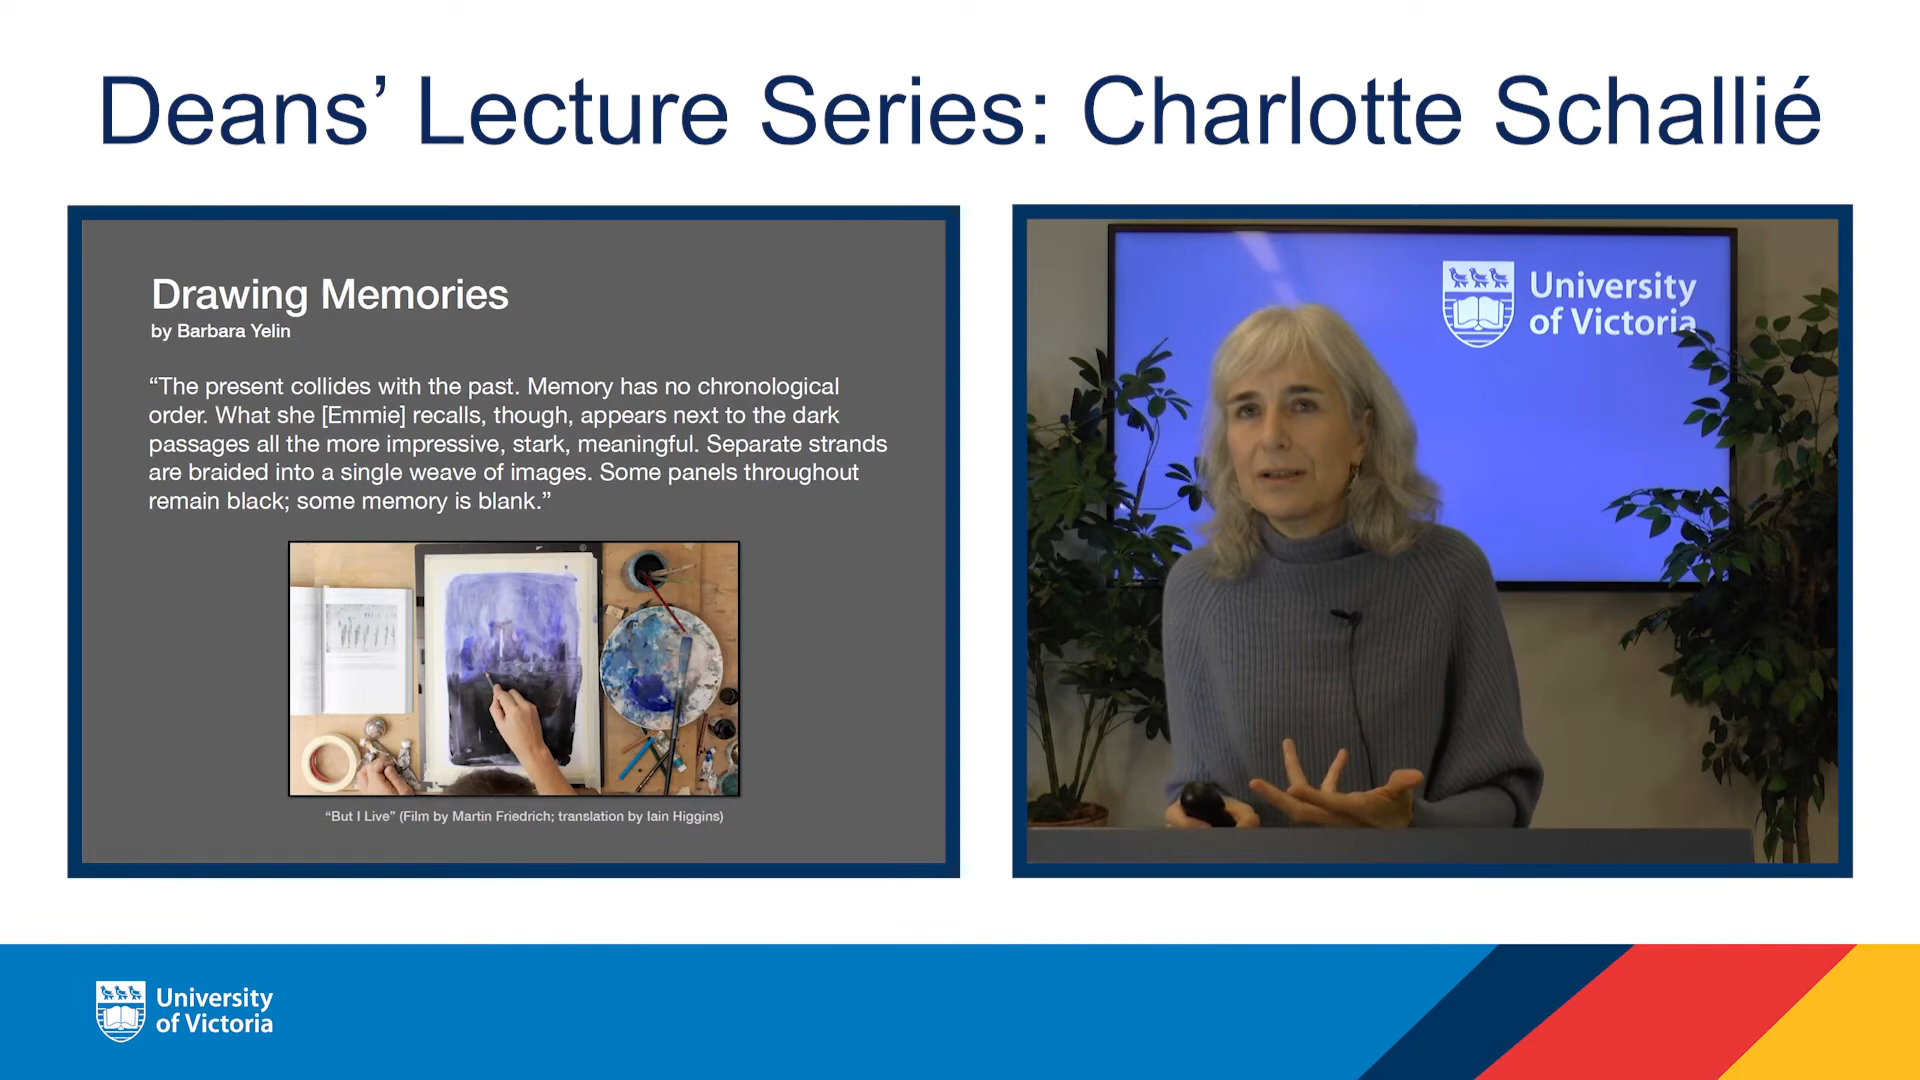 Deans’ Lecture Series: Charlotte Schallié
Drawing Memories
by Barbara Yelin
“The present collides with the past. Memory has no chronological
order. What she [Emmie] recalls, though, appears next to the dark
passages all the more impressive, stark, meaningful. Separate strands
are braided into a single weave of images. Some panels throughout
remain black; some memory is blank.”
“But I Live” (Film by Martin Friedrich; translation by Iain Higgins)
University
of Victoria
University
of Victoria